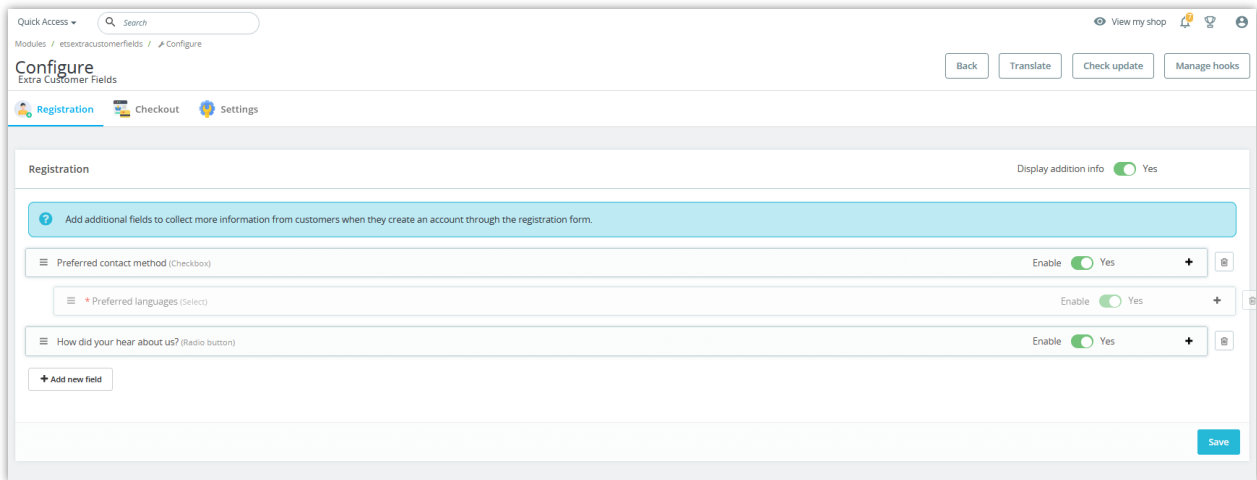 Quick Access
Search
View my shop
7
Modules / etsextracustomerfields / Configure
Configure
Extra Customer Fields
Back
Translate
Check update
Manage hooks
Registration
Checkout
Settings
Registration
Display addition info Yes
? Add additional fields to collect more information from customers when they create an account through the registration form.
Preferred contact method (Checkbox) Enable Yes +
* Preferred languages (Select) Enable Yes +
How did your hear about us? (Radio button) Enable Yes +
+ Add new field
Save